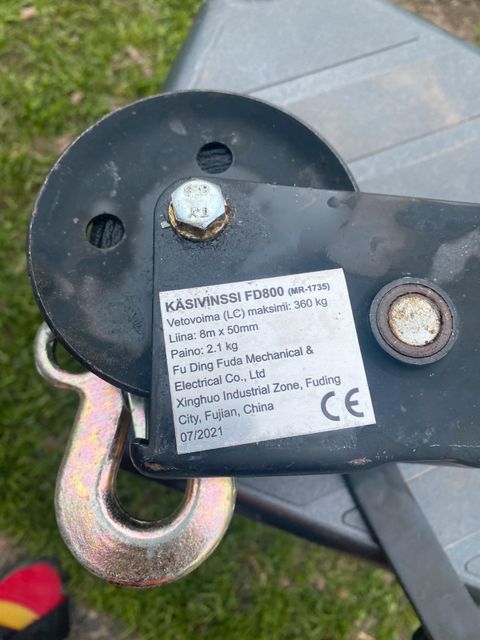 KÄSIVINSSI FD800 (MR-1735)
Vetovoima (LC) maksimi: 360 kg
Liina: 8m x 50mm
Paino: 2.1 kg
Fu Ding Fuda Mechanical &
Electrical Co., Ltd
Xinghuo Industrial Zone, Fuding
City, Fujian, China
07/2021
CE